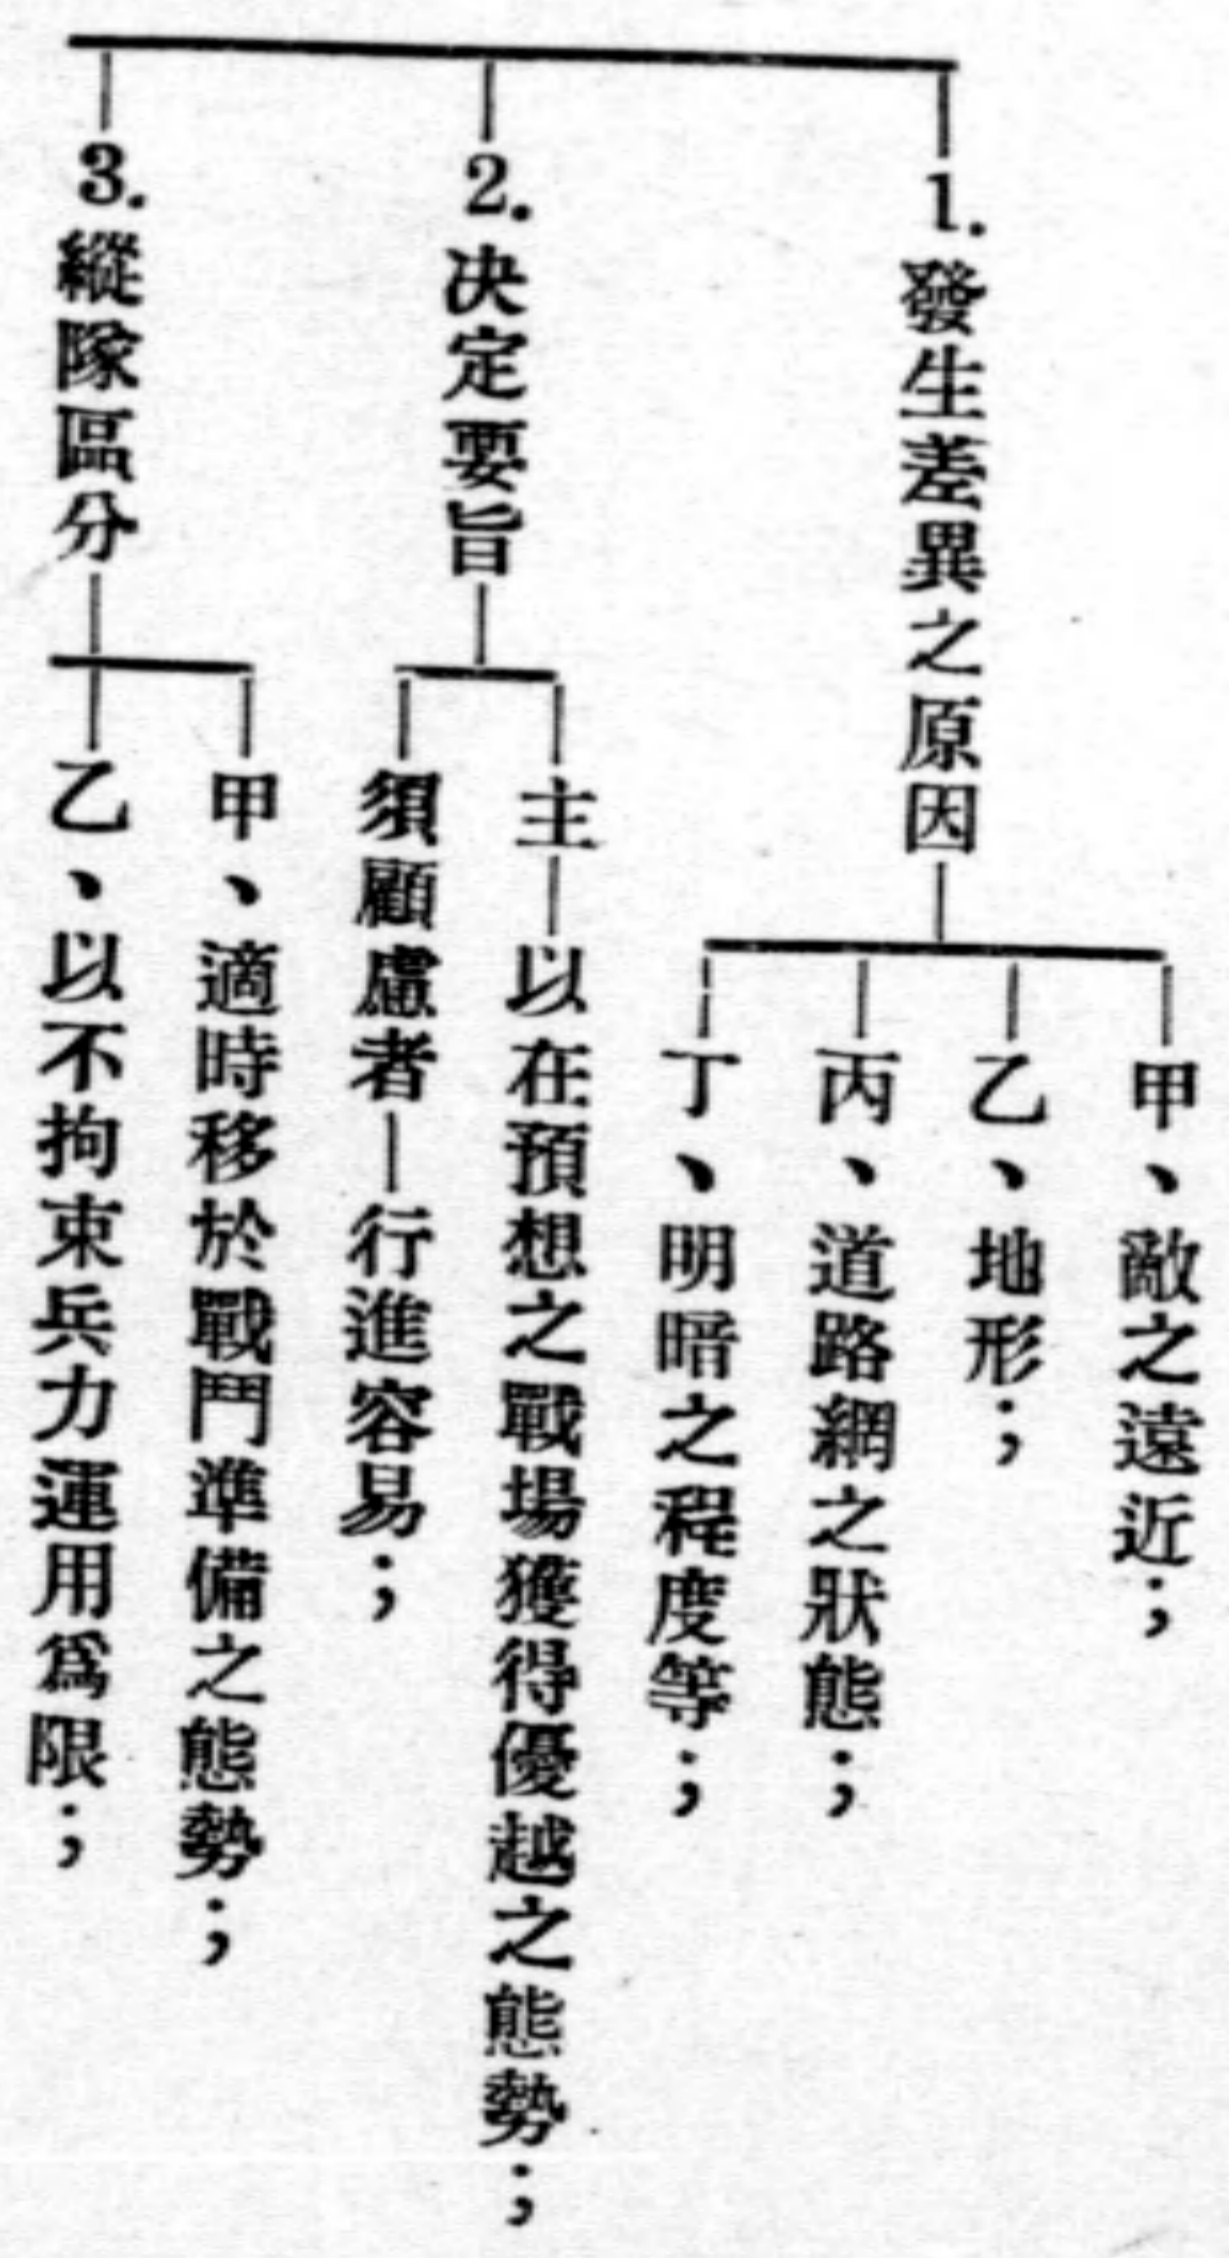 1.發生差異之原因
甲、敵之遠近；
乙、地形；
丙、道路網之狀態；
丁、明暗之程度等；
2.决定要旨
主—以在預想之戰場獲得優越之態勢；
須顧慮者—行進容易；
3.縱隊區分
甲、適時移於戰鬥準備之態勢；
乙、以不拘束兵力運用爲限；